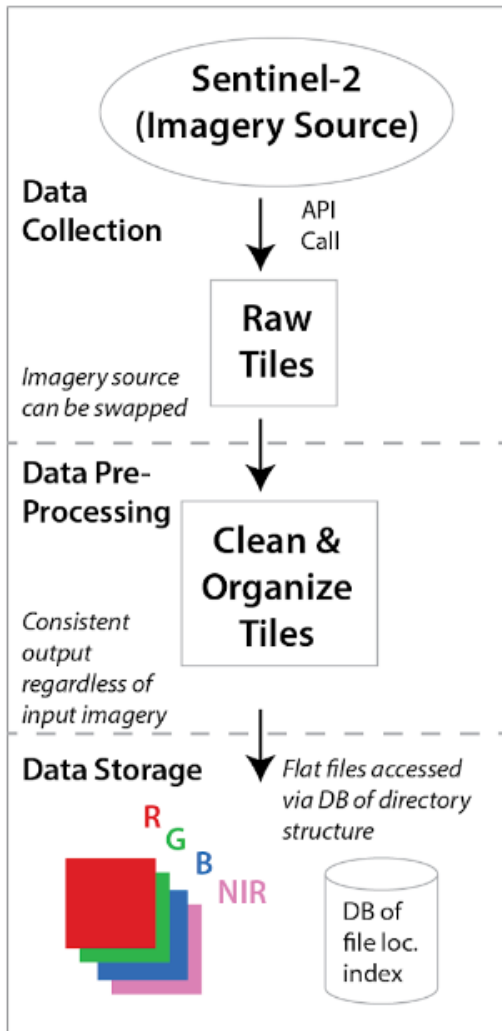 Sentinel-2
(Imagery Source)
Data
Collection
API
Call
Raw
Tiles
Imagery source
can be swapped
Data Pre-
Processing
Clean &
Organize
Tiles
Consistent
output
regardless of
input imagery
Data Storage
Flat files accessed
via DB of directory
structure
R
G
B
NIR
DB of
file loc.
index